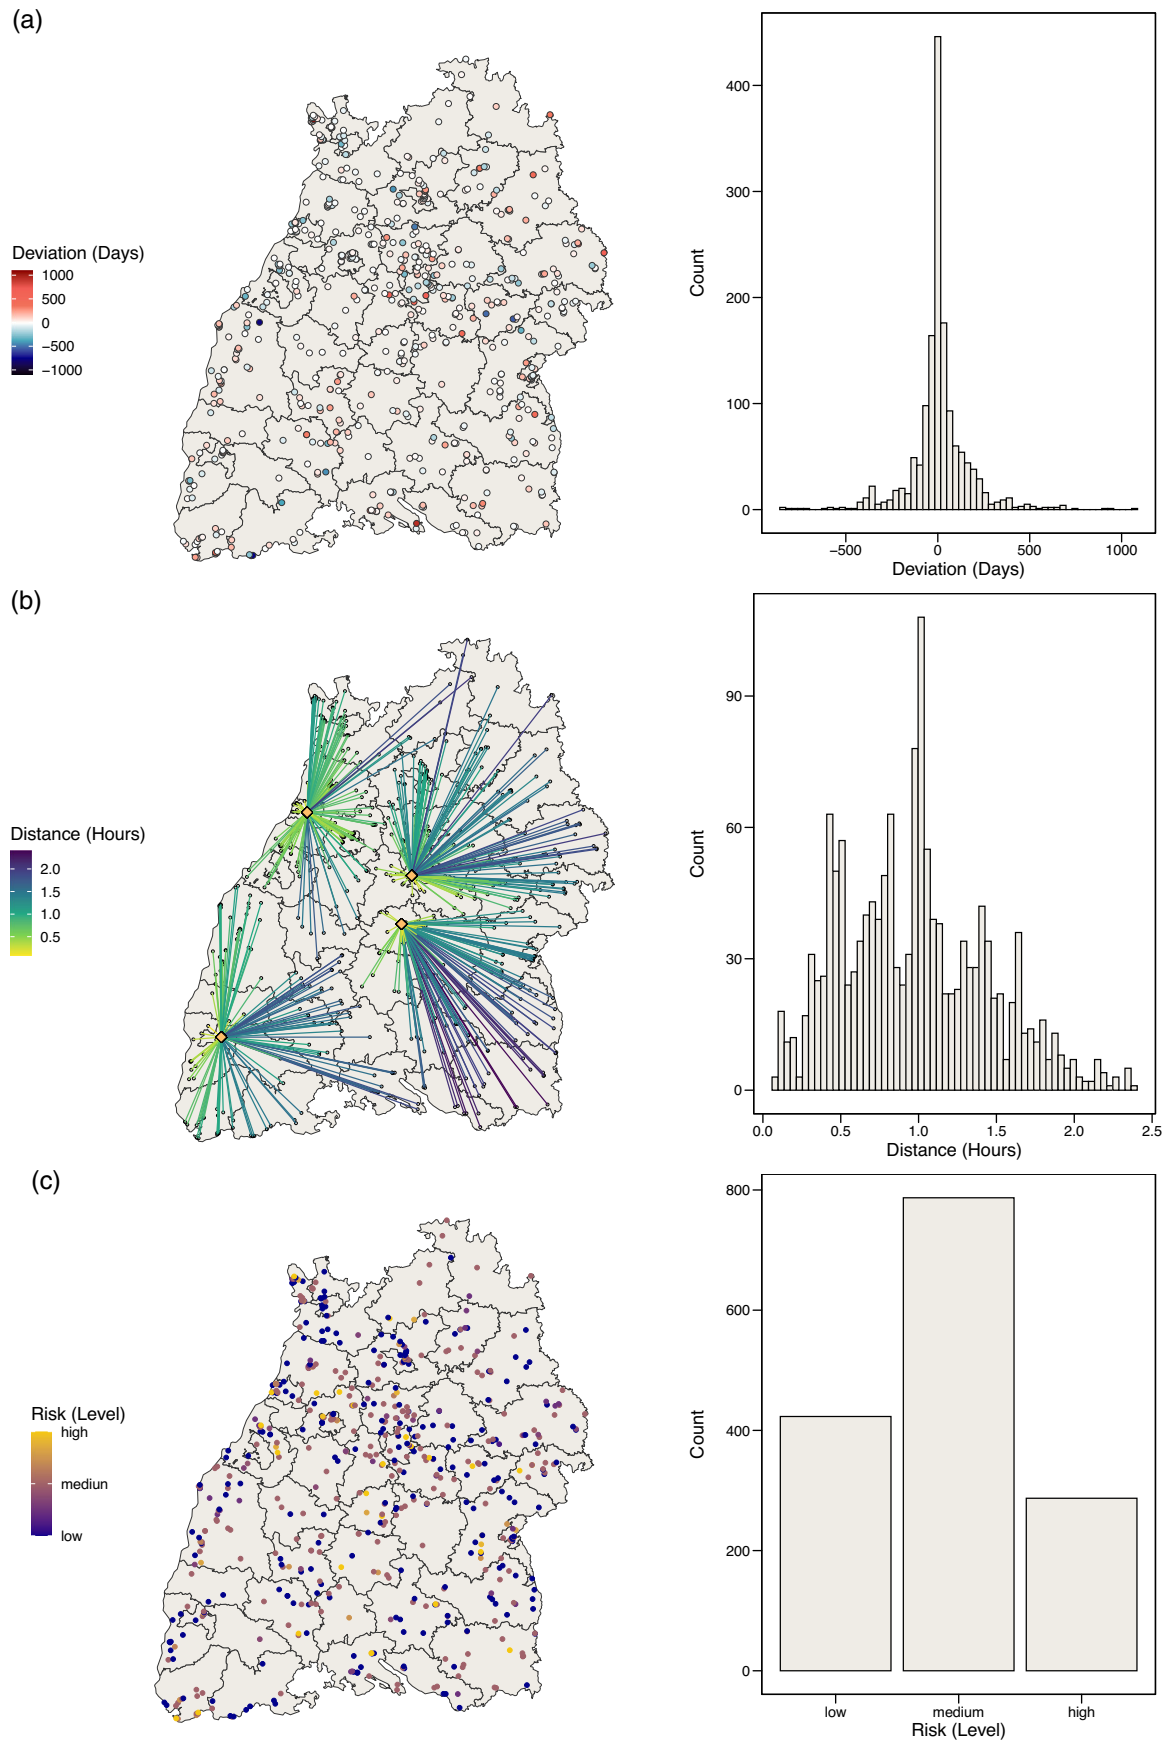 (a)
Deviation (Days)
1000
500
0
−500
−1000
Count
400
300
200
100
0
−500
0
500
1000
Deviation (Days)
(b)
Distance (Hours)
2.0
1.5
1.0
0.5
Count
90
60
30
0
0.0
0.5
1.0
1.5
2.0
2.5
Distance (Hours)
(c)
Risk (Level)
high
mediun
low
Count
800
600
400
200
0
low
medium
high
Risk (Level)